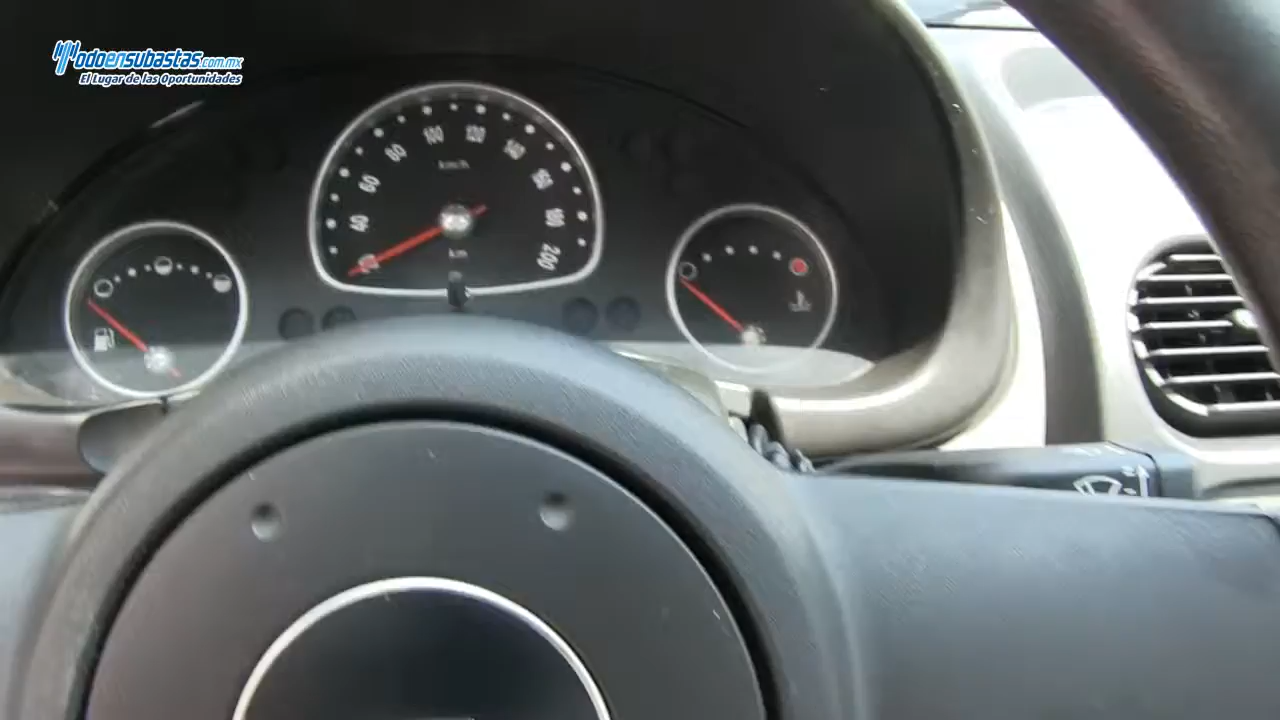 Todoensubastas.com.mx
El Lugar de las Oportunidades
100 120
80 140
km/h
60 160
40 180
20 km 200